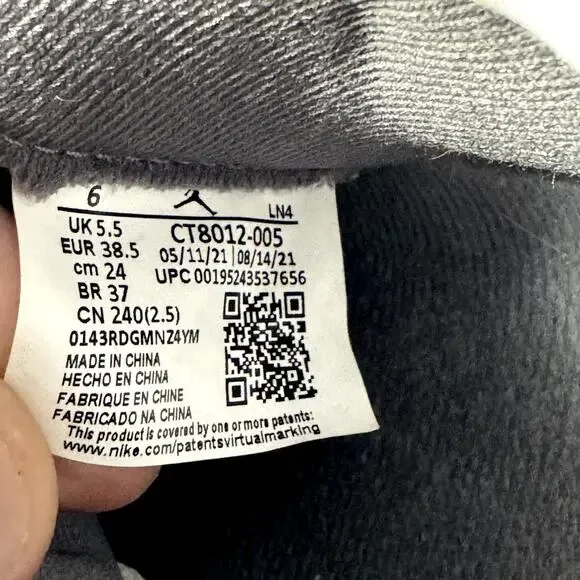 6
LN4
UK 5.5
CT8012-005
EUR 38.5
05/11/21 | 08/14/21
cm 24
UPC 00195243537656
BR 37
CN 240(2.5)
0143RDGMNZ4YM
MADE IN CHINA
HECHO EN CHINA
FABRIQUE EN CHINE
FABRICADO NA CHINA
This product is covered by one or more patents:
www.nike.com/patentsvirtualmarking